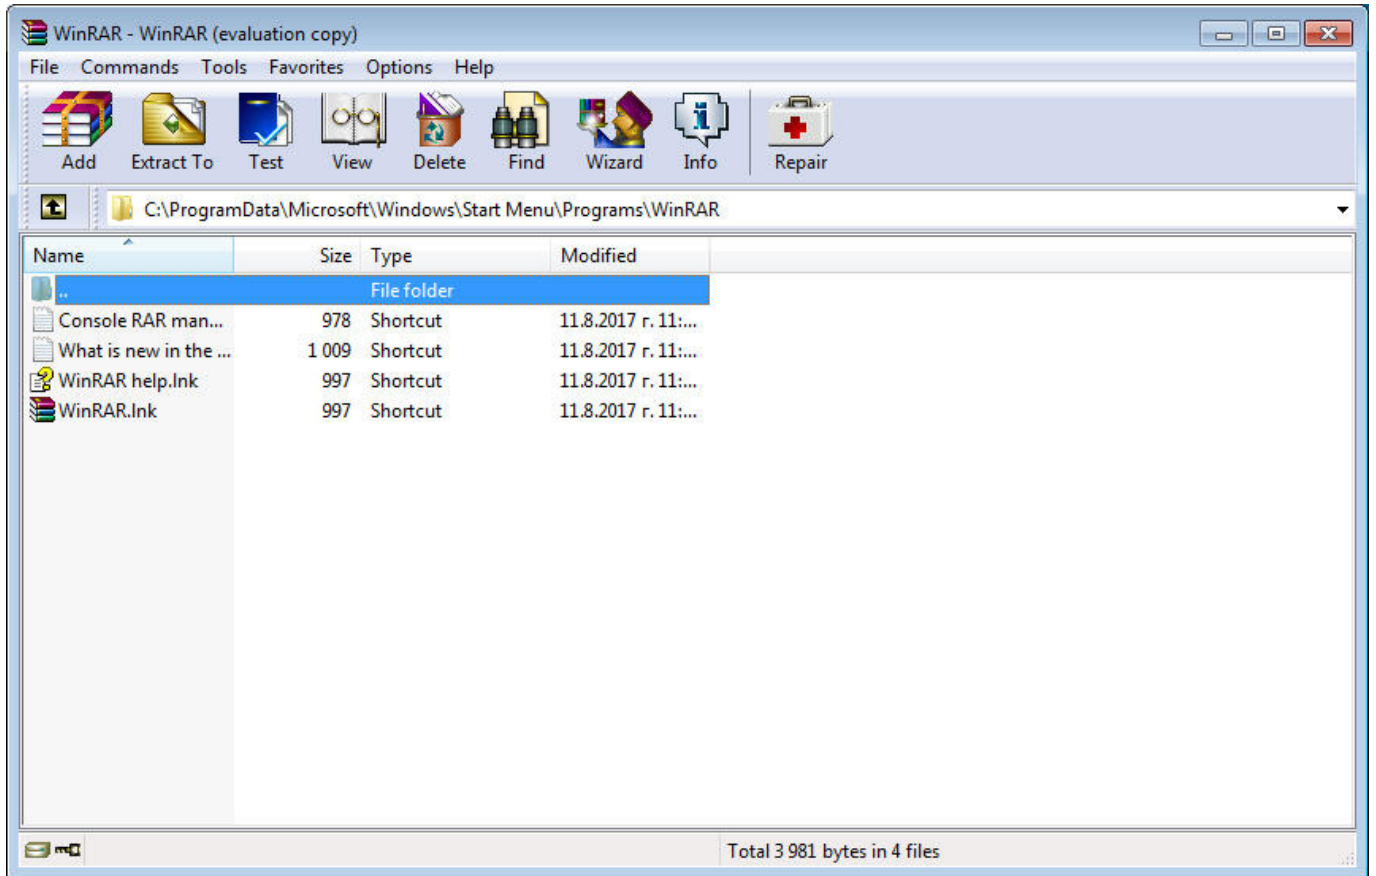 WinRAR - WinRAR (evaluation copy)
File Commands Tools Favorites Options Help
Add Extract To Test View Delete Find Wizard Info Repair
C:\ProgramData\Microsoft\Windows\Start Menu\Programs\WinRAR
Name Size Type Modified
.. File folder
Console RAR man... 978 Shortcut 11.8.2017 г. 11:...
What is new in the ... 1 009 Shortcut 11.8.2017 г. 11:...
WinRAR help.lnk 997 Shortcut 11.8.2017 г. 11:...
WinRAR.lnk 997 Shortcut 11.8.2017 г. 11:...
Total 3 981 bytes in 4 files